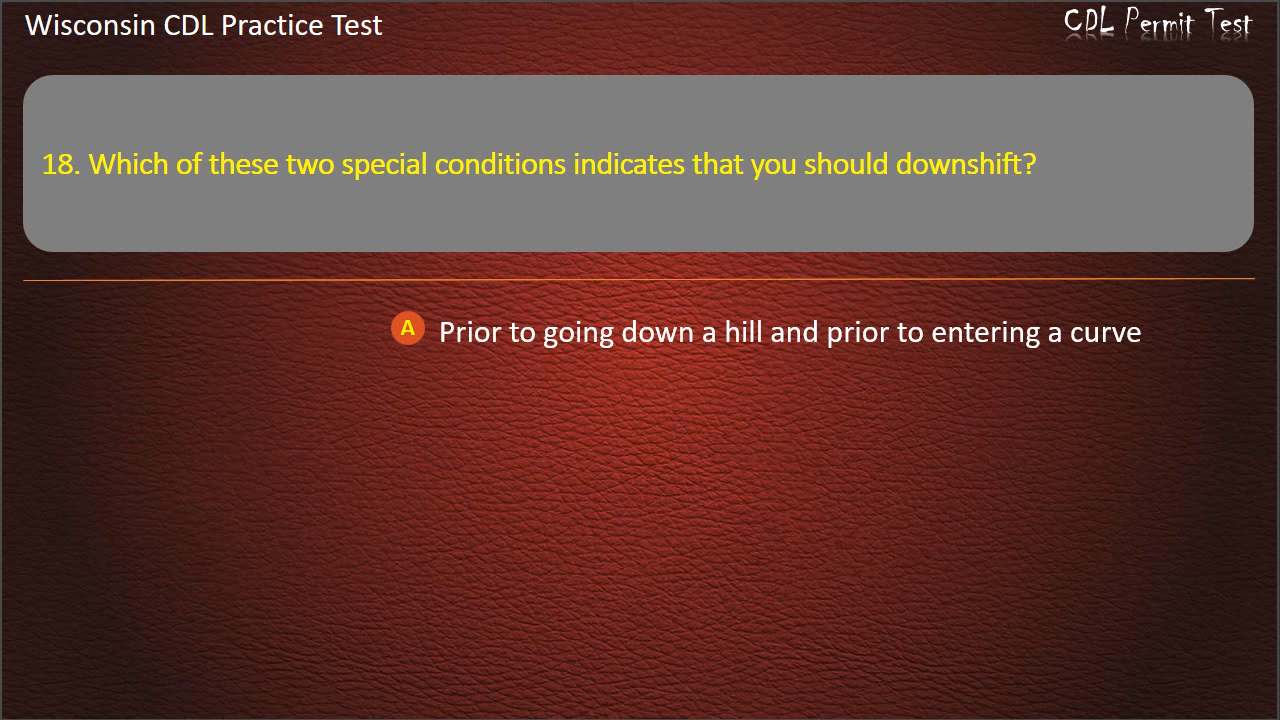 Wisconsin CDL Practice Test
CDL Permit Test
18. Which of these two special conditions indicates that you should downshift?
A Prior to going down a hill and prior to entering a curve